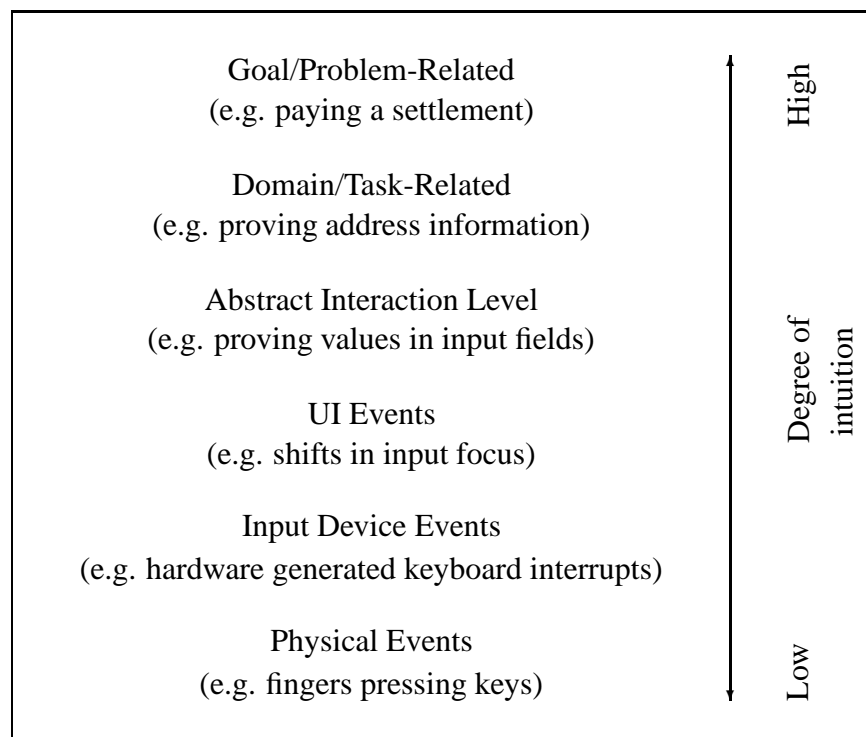 Goal/Problem-Related
(e.g. paying a settlement)
Domain/Task-Related
(e.g. proving address information)
Abstract Interaction Level
(e.g. proving values in input fields)
UI Events
(e.g. shifts in input focus)
Input Device Events
(e.g. hardware generated keyboard interrupts)
Physical Events
(e.g. fingers pressing keys)
High
Degree of
intuition
Low